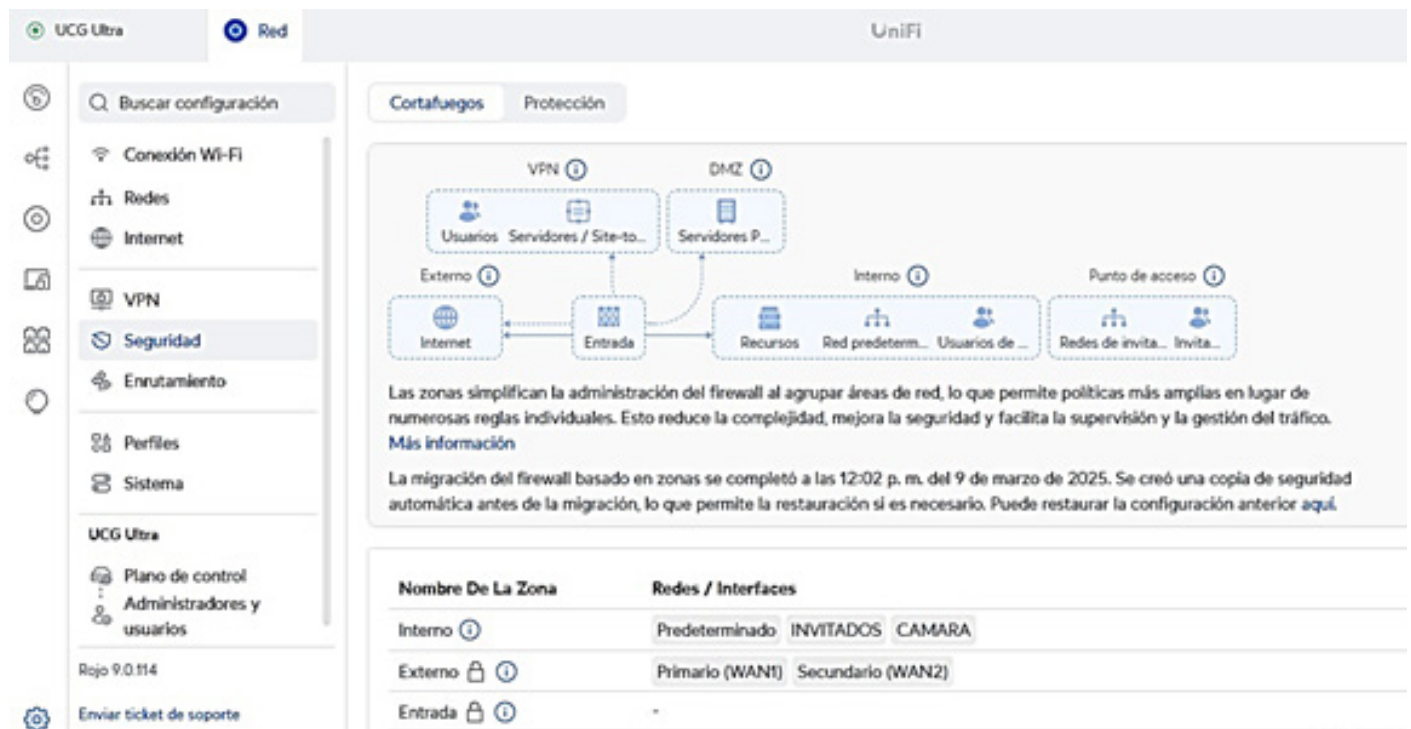 UCG Ultra
Red
UniFi
Buscar configuración
Conexión Wi-Fi
Redes
Internet
VPN
Seguridad
Enrutamiento
Perfiles
Sistema
UCG Ultra
Plano de control
Administradores y
usuarios
Rojo 9.0.114
Enviar ticket de soporte
Cortafuegos Protección
VPN DMZ
Usuarios Servidores / Site-to... Servidores P...
Externo Interno Punto de acceso
Internet Entrada Recursos Red predeterm... Usuarios de ... Redes de invita... Invita...
Las zonas simplifican la administración del firewall al agrupar áreas de red, lo que permite políticas más amplias en lugar de
numerosas reglas individuales. Esto reduce la complejidad, mejora la seguridad y facilita la supervisión y la gestión del tráfico.
Más información
La migración del firewall basado en zonas se completó a las 12:02 p. m. del 9 de marzo de 2025. Se creó una copia de seguridad
automática antes de la migración, lo que permite la restauración si es necesario. Puede restaurar la configuración anterior aquí.
Nombre De La Zona Redes / Interfaces
Interno Predeterminado INVITADOS CAMARA
Externo Primario (WAN1) Secundario (WAN2)
Entrada -